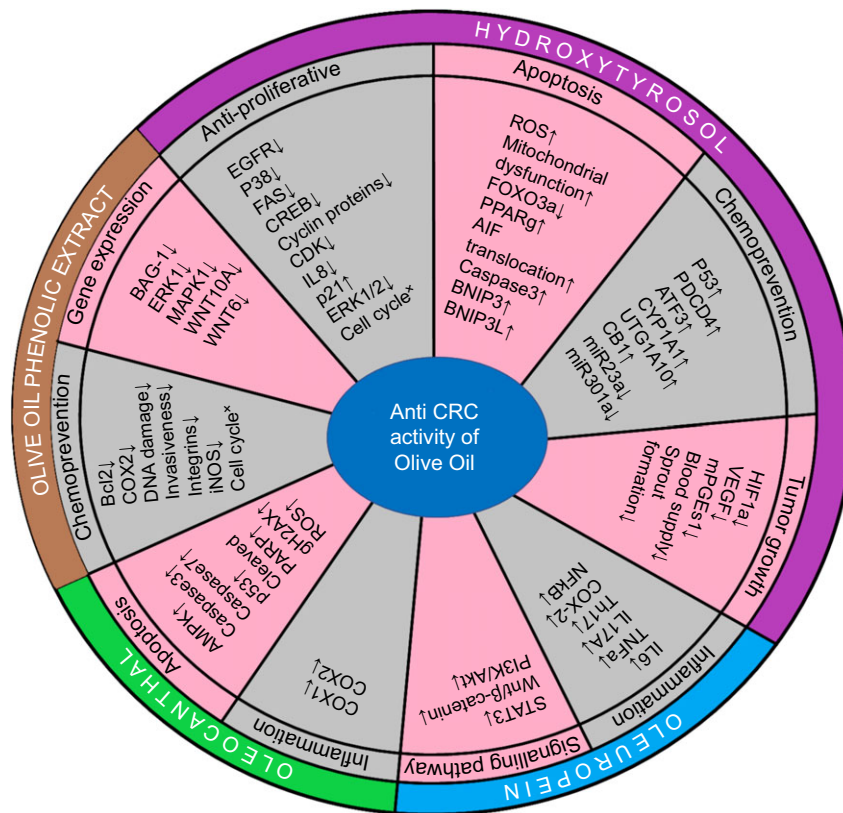 HYDROXYTYROSOL
Anti-proliferative
EGFR↓
P38↓
FAS↓
CREB↓
Cyclin proteins↓
CDK↓
IL8↓
p21↑
ERK1/2↓
Cell cycle×
Apoptosis
ROS↑
Mitochondrial
dysfunction↑
FOXO3a↓
PPARg↑
AIF
translocation↑
Caspase3↑
BNIP3↑
BNIP3L↑
Chemoprevention
P53↑
PDCD4↑
ATF3↑
CYP1A1↑
UTG1A10↑
CB1↑
miR23a↓
miR301a↓
Tumor growth
HIF1a↓
VEGF↓
mPGEs1↓
Blood supply↓
Sprout
formation↓
OLEUROPEIN
Inflammation
IL6↓
TNFa↓
IL17A↓
Th17↓
COX-2↓
NFkB↓
Signalling pathway
STAT3↓
Wnt/β-catenin↓
PI3K/Akt↓
OLEOCANTHAL
Inflammation
COX1↓
COX2↓
Apoptosis
AMPK↑
Caspase3↑
Caspase7↑
p53↑
Cleaved
PARP↑
gH2AX↑
ROS↑
OLIVE OIL PHENOLIC EXTRACT
Chemoprevention
Bcl2↓
COX2↓
DNA damage↓
Invasiveness↓
Integrins↓
iNOS↓
Cell cycle×
Gene expression
BAG-1↓
ERK1↓
MAPK1↓
WNT10A↓
WNT6↓
Anti CRC
activity of
Olive Oil